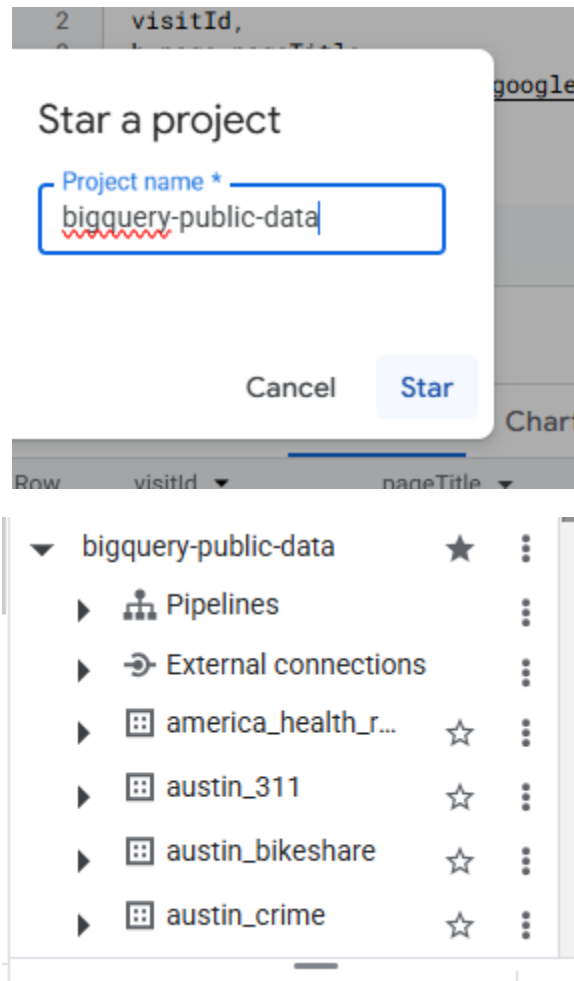 2 visitId,
google
Star a project
Project name *
bigquery-public-data
Cancel
Star
Chart
Row visitId pageTitle
bigquery-public-data
Pipelines
External connections
america_health_r...
austin_311
austin_bikeshare
austin_crime